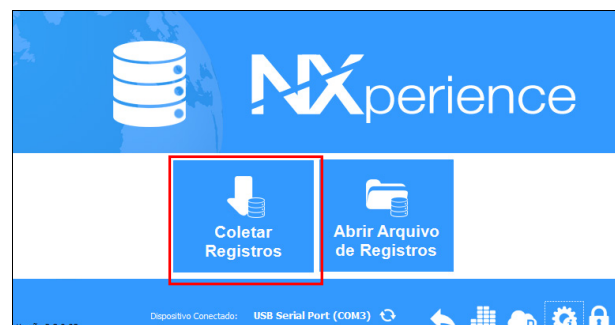 NXperience
Coletar
Registros
Abrir Arquivo
de Registros
Dispositivo Conectado: USB Serial Port (COM3)